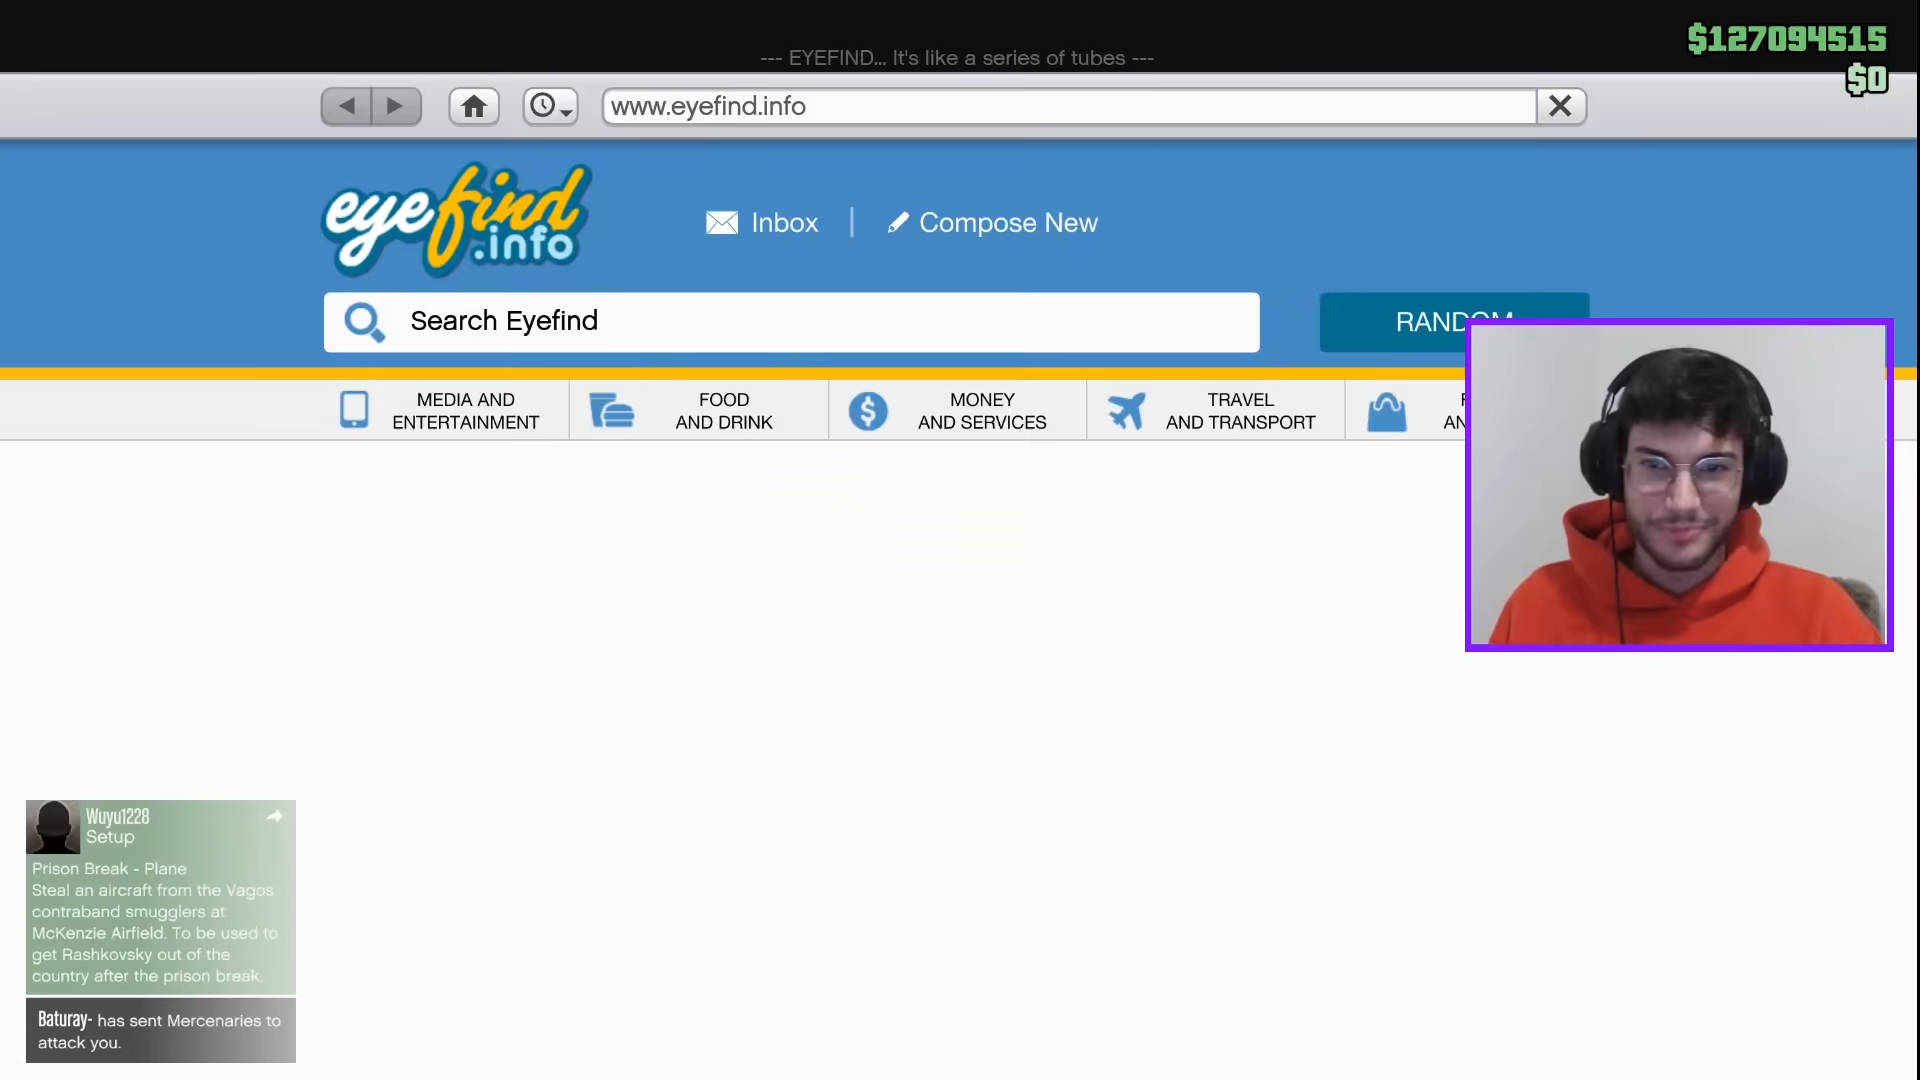 $127094515
--- EYEFIND... It's like a series of tubes ---
$0
www.eyefind.info
eyefind
.info
Inbox
Compose New
Search Eyefind
RANDOM
MEDIA AND
ENTERTAINMENT
FOOD
AND DRINK
MONEY
AND SERVICES
TRAVEL
AND TRANSPORT
Wuyu1228
Setup
Prison Break - Plane
Steal an aircraft from the Vagos
contraband smugglers at
McKenzie Airfield. To be used to
get Rashkovsky out of the
country after the prison break.
Baturay- has sent Mercenaries to
attack you.